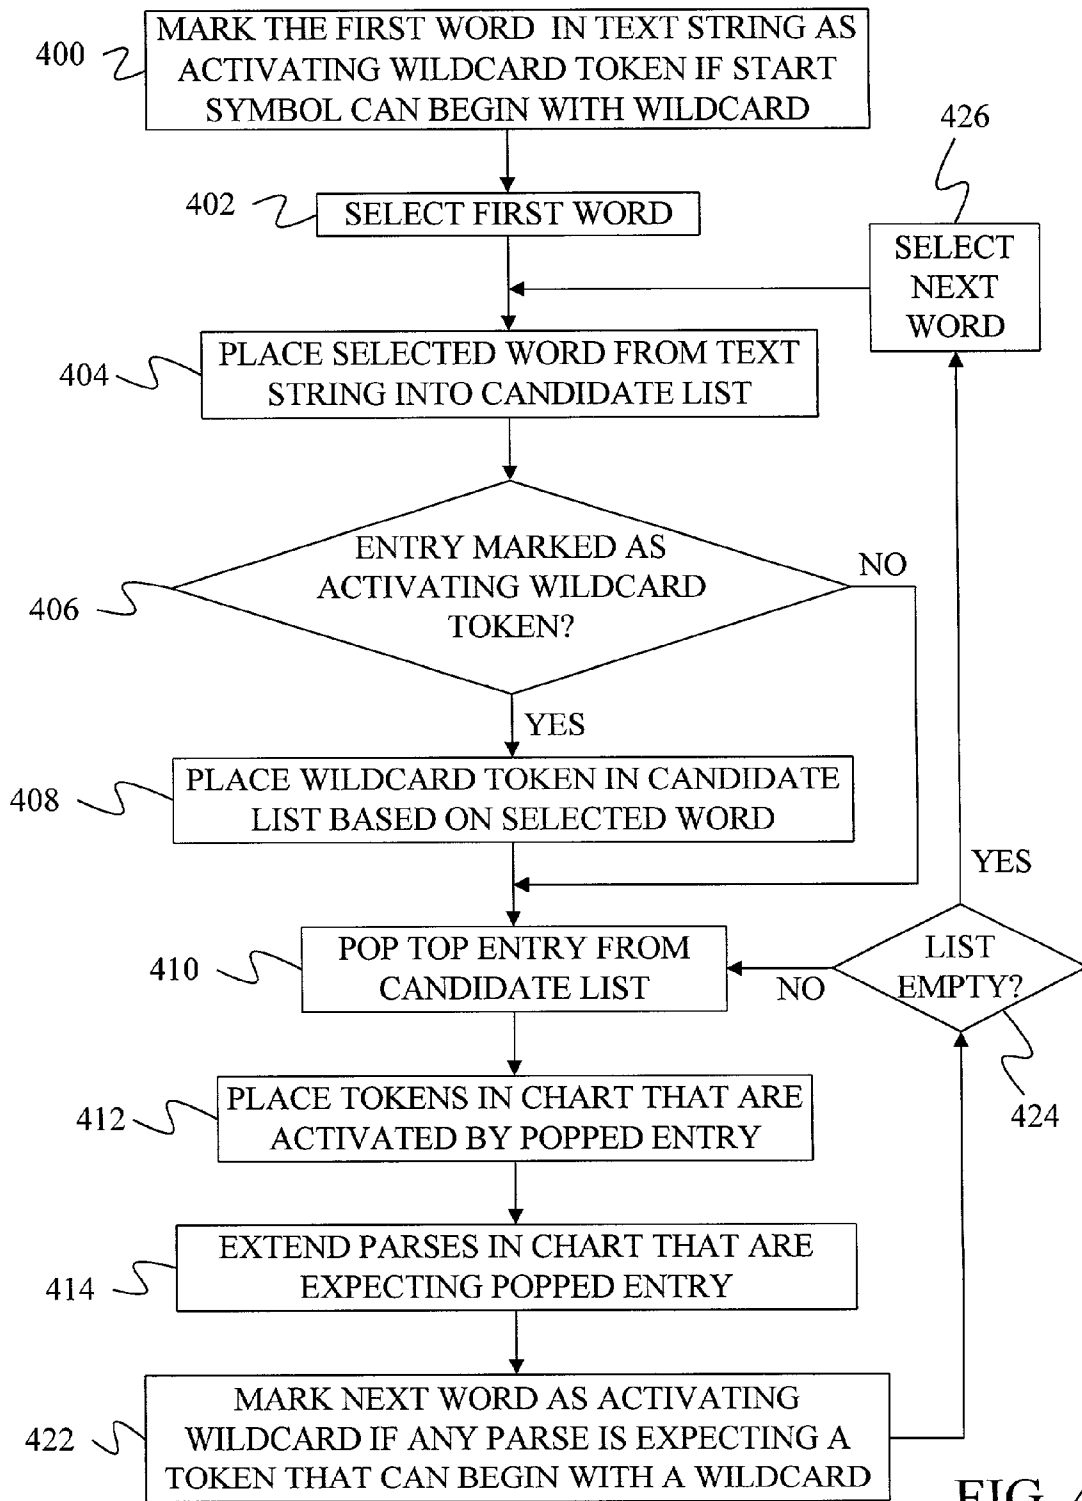 400
MARK THE FIRST WORD IN TEXT STRING AS
ACTIVATING WILDCARD TOKEN IF START
SYMBOL CAN BEGIN WITH WILDCARD
402
SELECT FIRST WORD
426
SELECT
NEXT
WORD
404
PLACE SELECTED WORD FROM TEXT
STRING INTO CANDIDATE LIST
406
ENTRY MARKED AS
ACTIVATING WILDCARD
TOKEN?
NO
YES
408
PLACE WILDCARD TOKEN IN CANDIDATE
LIST BASED ON SELECTED WORD
YES
410
POP TOP ENTRY FROM
CANDIDATE LIST
NO
LIST
EMPTY?
424
412
PLACE TOKENS IN CHART THAT ARE
ACTIVATED BY POPPED ENTRY
414
EXTEND PARSES IN CHART THAT ARE
EXPECTING POPPED ENTRY
422
MARK NEXT WORD AS ACTIVATING
WILDCARD IF ANY PARSE IS EXPECTING A
TOKEN THAT CAN BEGIN WITH A WILDCARD
FIG. 4